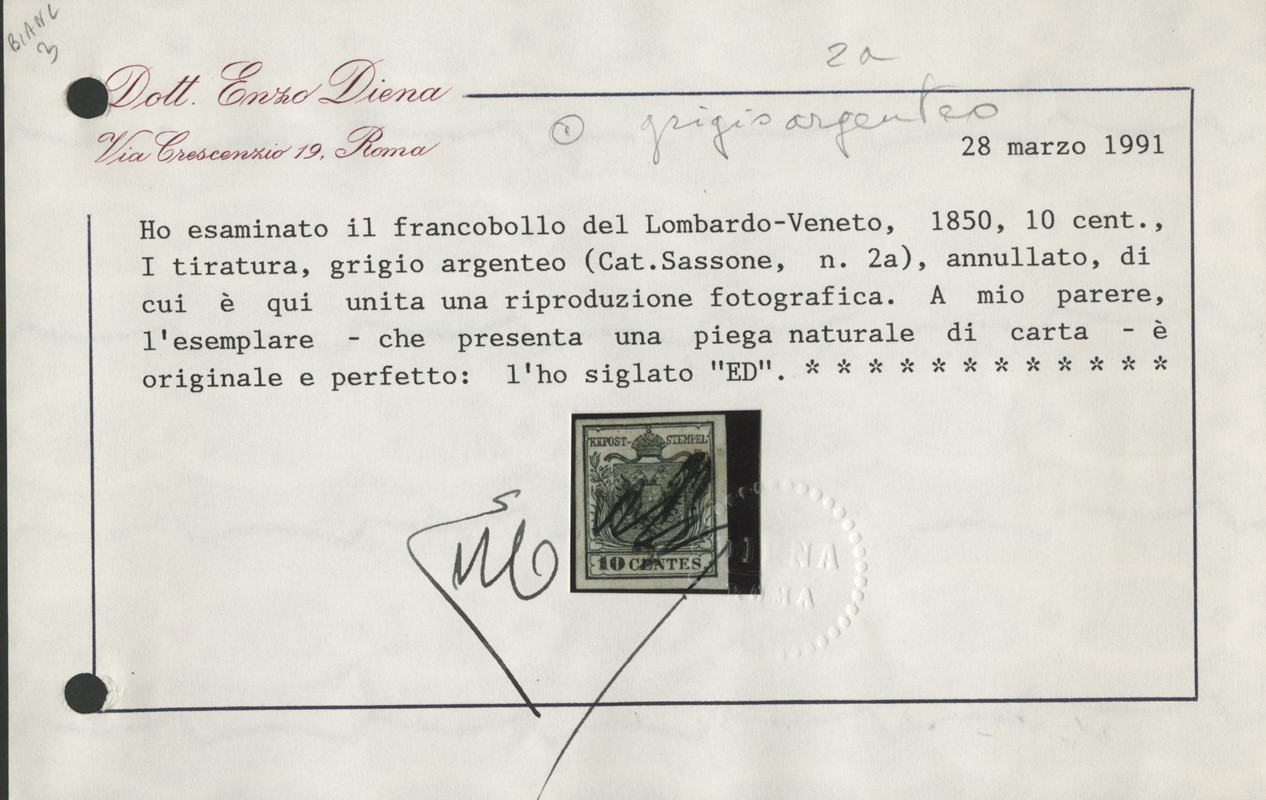 BIANC
2a
Dott. Enzo Diena
grigio argenteo
Via Crescenzio 19, Roma
28 marzo 1991
Ho esaminato il francobollo del Lombardo-Veneto, 1850, 10 cent.,
I tiratura, grigio argenteo (Cat.Sassone, n. 2a), annullato, di
cui è qui unita una riproduzione fotografica. A mio parere,
l'esemplare - che presenta una piega naturale di carta - è
originale e perfetto: l'ho siglato "ED". * * * * * * * * * * * *
KKPOST- STEMPEL
10 CENTES.
DIENA
ROMA